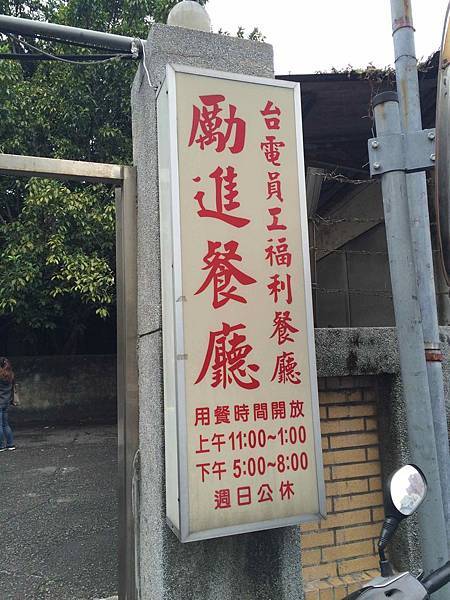 台電員工福利餐廳
勵進餐廳
用餐時間開放
上午11:00~1:00
下午5:00~8:00
週日公休